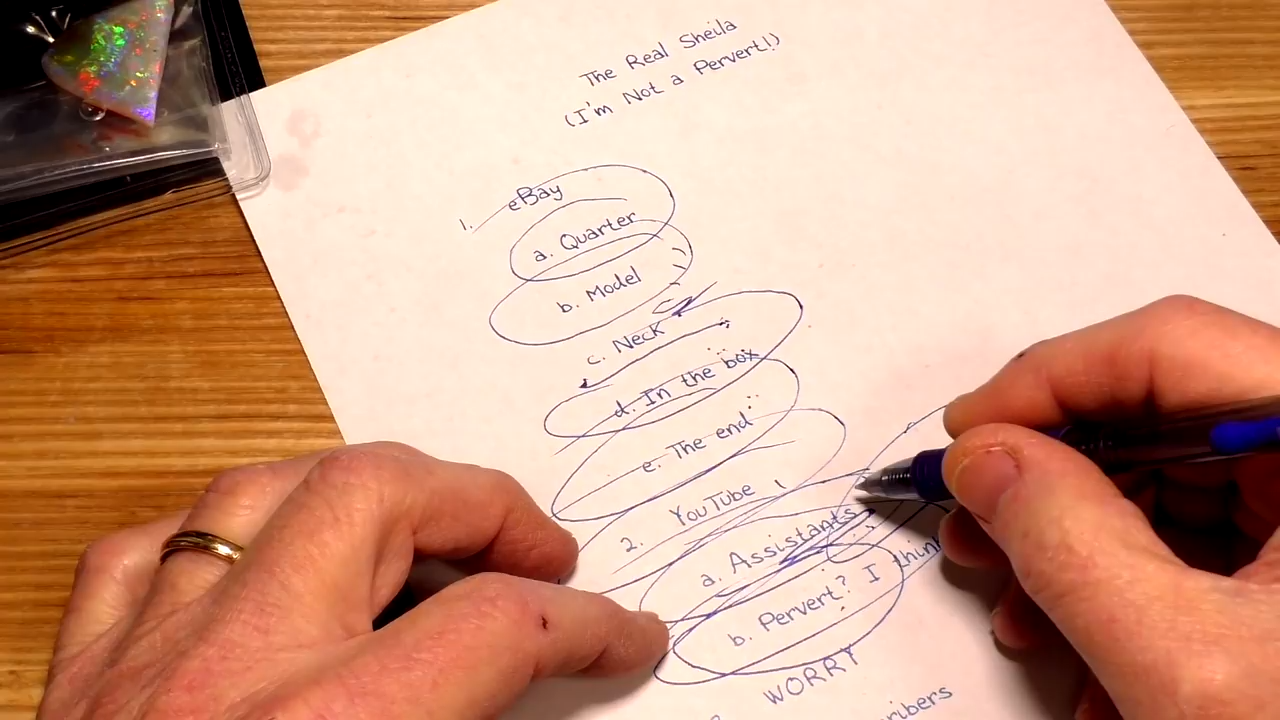 The Real Sheila
(I'm Not a Pervert!)
1. eBay
a. Quarter
b. Model
c. Neck
d. In the box
e. The end
2. YouTube
a. Assistants
b. Pervert? I think
WORRY